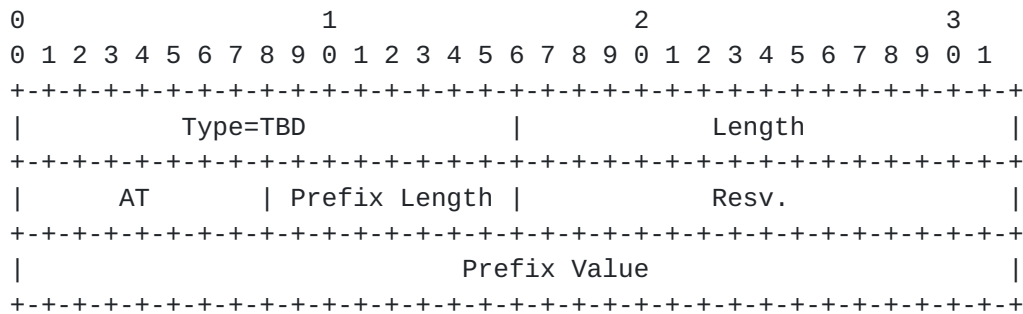 0                   1                   2                   3
0 1 2 3 4 5 6 7 8 9 0 1 2 3 4 5 6 7 8 9 0 1 2 3 4 5 6 7 8 9 0 1
+-+-+-+-+-+-+-+-+-+-+-+-+-+-+-+-+-+-+-+-+-+-+-+-+-+-+-+-+-+-+-+-+
|          Type=TBD             |            Length             |
+-+-+-+-+-+-+-+-+-+-+-+-+-+-+-+-+-+-+-+-+-+-+-+-+-+-+-+-+-+-+-+-+
|      AT       | Prefix Length |            Resv.              |
+-+-+-+-+-+-+-+-+-+-+-+-+-+-+-+-+-+-+-+-+-+-+-+-+-+-+-+-+-+-+-+-+
|                            Prefix Value                       |
+-+-+-+-+-+-+-+-+-+-+-+-+-+-+-+-+-+-+-+-+-+-+-+-+-+-+-+-+-+-+-+-+